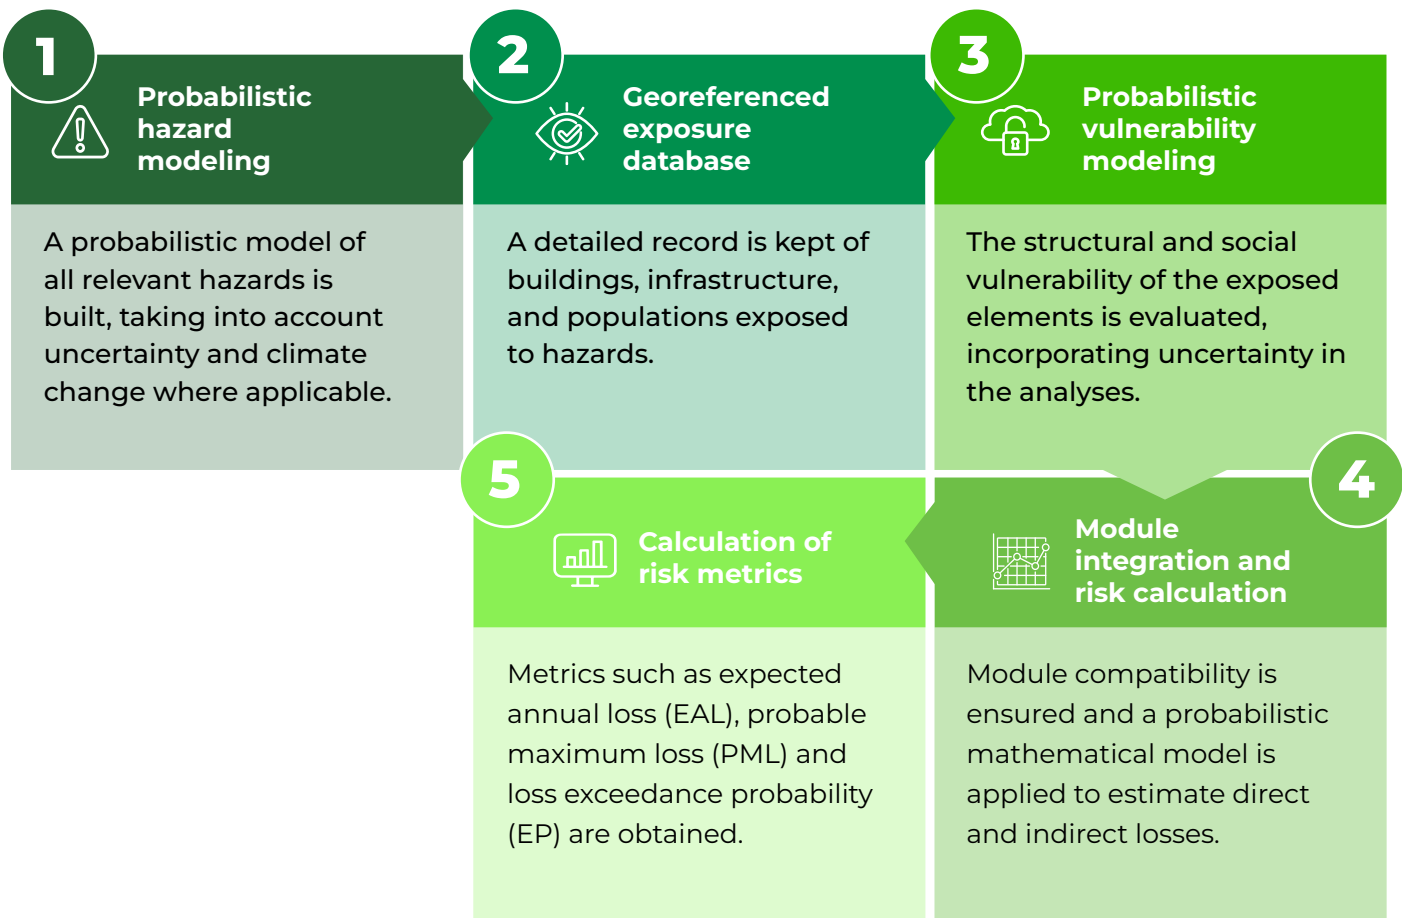 1
Probabilistic
hazard
modeling
A probabilistic model of
all relevant hazards is
built, taking into account
uncertainty and climate
change where applicable.
2
Georeferenced
exposure
database
A detailed record is kept of
buildings, infrastructure,
and populations exposed
to hazards.
3
Probabilistic
vulnerability
modeling
The structural and social
vulnerability of the exposed
elements is evaluated,
incorporating uncertainty in
the analyses.
4
Module
integration and
risk calculation
Module compatibility is
ensured and a probabilistic
mathematical model is
applied to estimate direct
and indirect losses.
5
Calculation of
risk metrics
Metrics such as expected
annual loss (EAL), probable
maximum loss (PML) and
loss exceedance probability
(EP) are obtained.